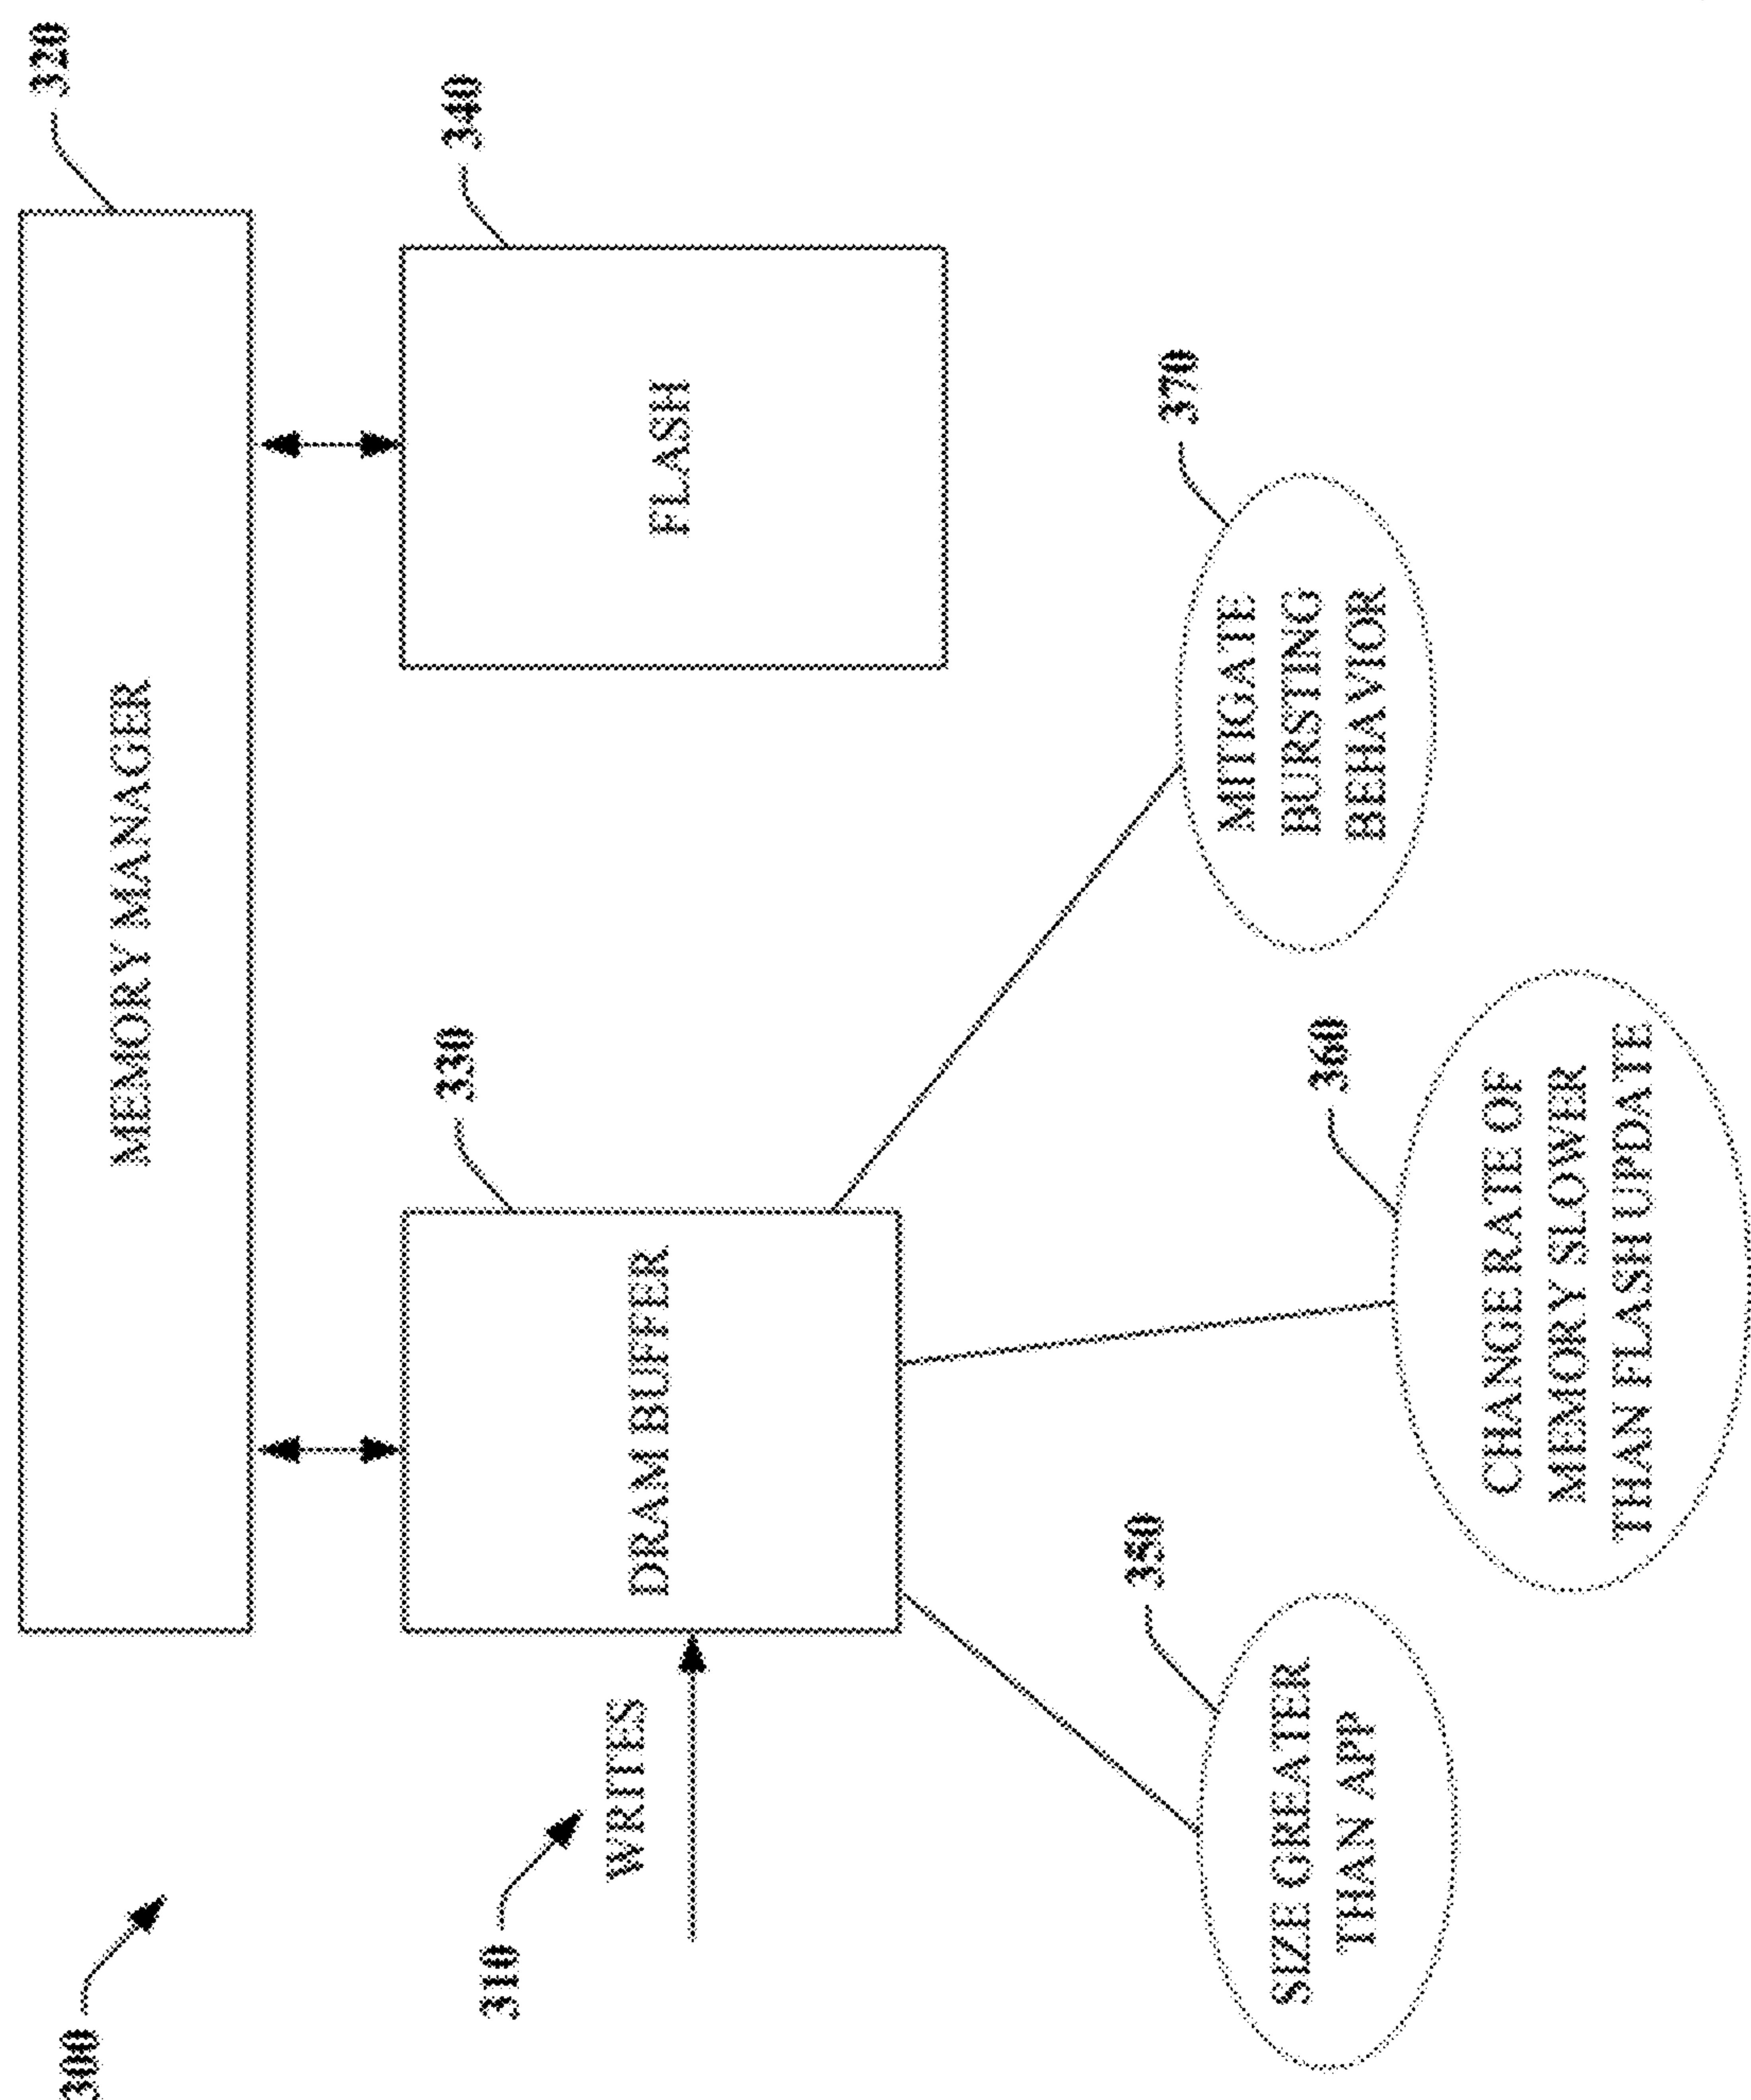 300
320
MEMORY MANAGER
310
WRITES
330
DRAM BUFFER
340
FLASH
350
SIZE GREATER
THAN APP
360
CHANGE RATE OF
MEMORY SLOWER
THAN FLASH UPDATE
370
MITIGATE
BURSTING
BEHAVIOR